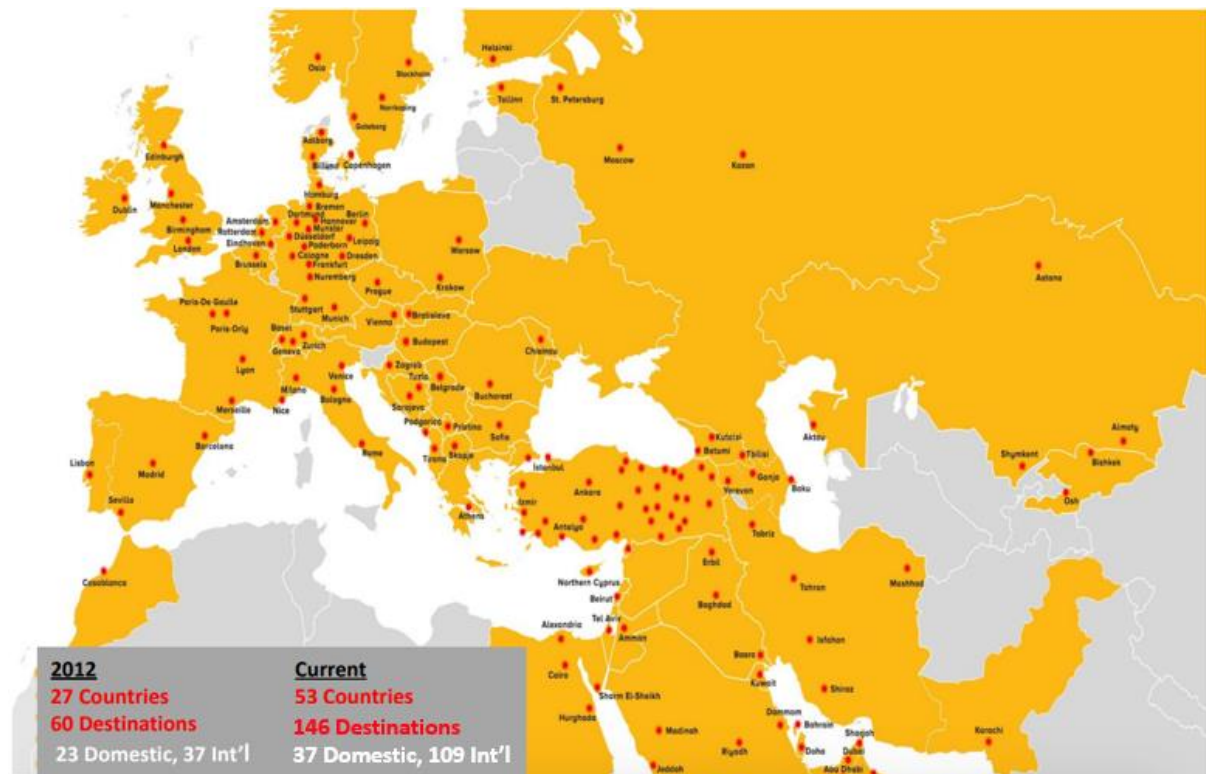 Helsinki
Oslo
Stockholm
Tallinn
St. Petersburg
Norrkoping
Goteborg
Aalborg
Moscow
Kazan
Edinburgh
Billund
Copenhagen
Hamburg
Dublin
Manchester
Bremen
Amsterdam
Dortmund
Hannover
Berlin
Birmingham
Rotterdam
Munster
Düsseldorf
Leipzig
London
Eindhoven
Paderborn
Warsaw
Brussels
Cologne
Dresden
Frankfurt
Nuremberg
Astana
Prague
Krakow
Paris-De Gaulle
Stuttgart
Munich
Vienna
Bratislava
Paris-Orly
Basel
Geneva
Zurich
Budapest
Chisinau
Lyon
Venice
Zagreb
Tuzla
Milano
Bologna
Belgrade
Bucharest
Marseille
Nice
Sarajevo
Podgorica
Pristina
Sofia
Barcelona
Rome
Tirana
Skopje
Kutaisi
Aktau
Almaty
Lisbon
Madrid
Istanbul
Batumi
Tbilisi
Shymkent
Bishkek
Ankara
Ganja
Yerevan
Baku
Osh
Sevilla
Izmir
Athens
Antalya
Tabriz
Casablanca
Northern Cyprus
Erbil
Tahran
Mashhad
Beirut
Baghdad
Tel Aviv
Alexandria
Amman
Isfahan
Cairo
Basra
Kuwait
Sharm El-Sheikh
Shiraz
Hurghada
Dammam
Bahrain
Madinah
Riyadh
Doha
Sharjah
Dubai
Karachi
Jeddah
Abu Dhabi
2012
27 Countries
60 Destinations
23 Domestic, 37 Int'l
Current
53 Countries
146 Destinations
37 Domestic, 109 Int'l